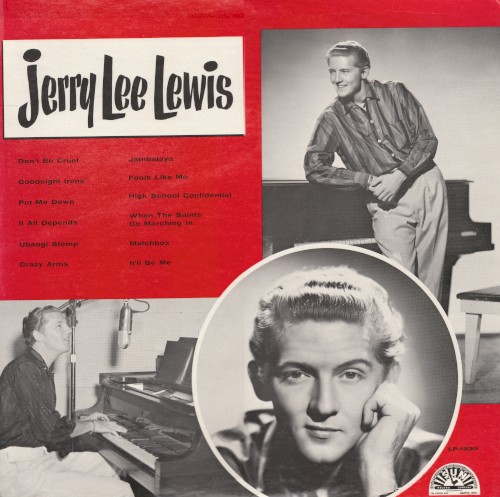 Jerry Lee Lewis
Don't Be Cruel
Goodnight Irene
Put Me Down
It All Depends
Ubangi Stomp
Crazy Arms
Jambalaya
Fools Like Me
High School Confidential
When The Saints
Go Marching In
Matchbox
It'll Be Me
LP-1230
SUN